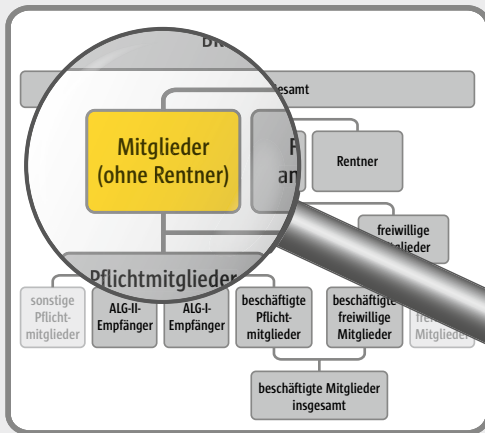 Mitglieder
(ohne Rentner)
Rentner
freiwillige
Pflichtmitglieder
sonstige
Pflicht-
mitglieder
ALG-II-
Empfänger
ALG-I-
Empfänger
beschäftigte
Pflicht-
mitglieder
beschäftigte
freiwillige
Mitglieder
Mitglieder
beschäftigte Mitglieder
insgesamt